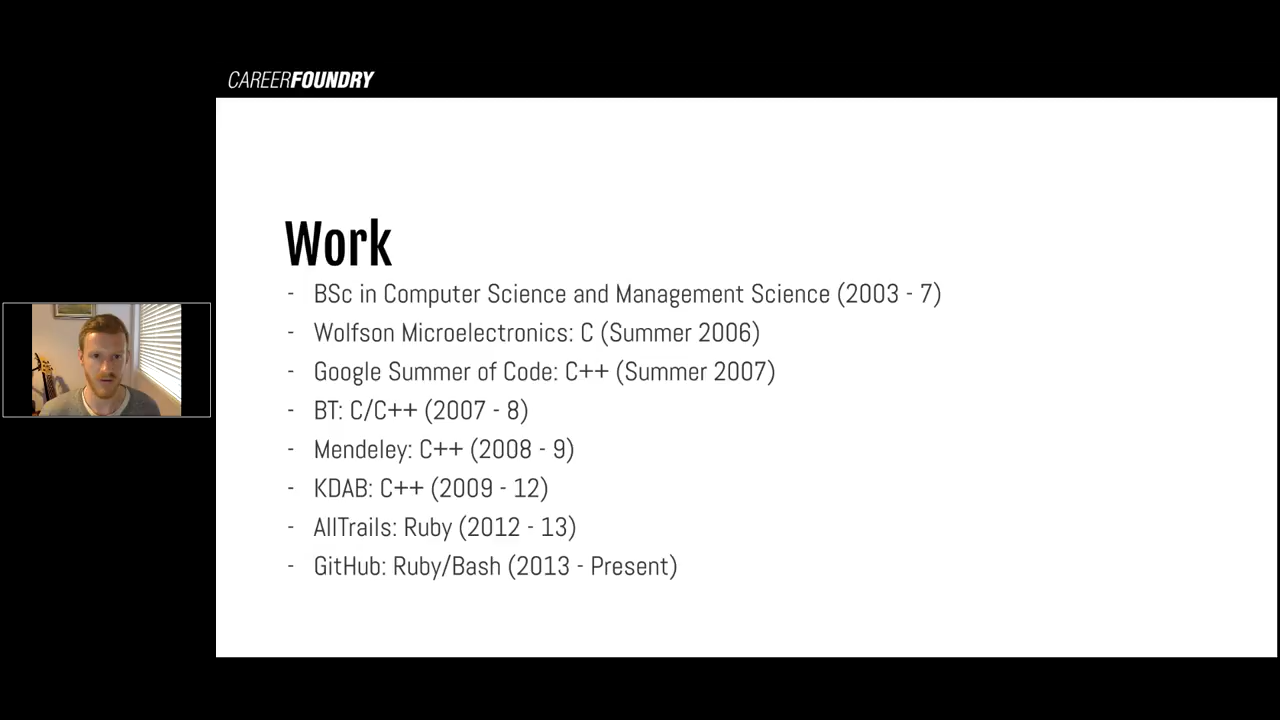 CAREERFOUNDRY
Work
- BSc in Computer Science and Management Science (2003 - 7)
- Wolfson Microelectronics: C (Summer 2006)
- Google Summer of Code: C++ (Summer 2007)
- BT: C/C++ (2007 - 8)
- Mendeley: C++ (2008 - 9)
- KDAB: C++ (2009 - 12)
- AllTrails: Ruby (2012 - 13)
- GitHub: Ruby/Bash (2013 - Present)